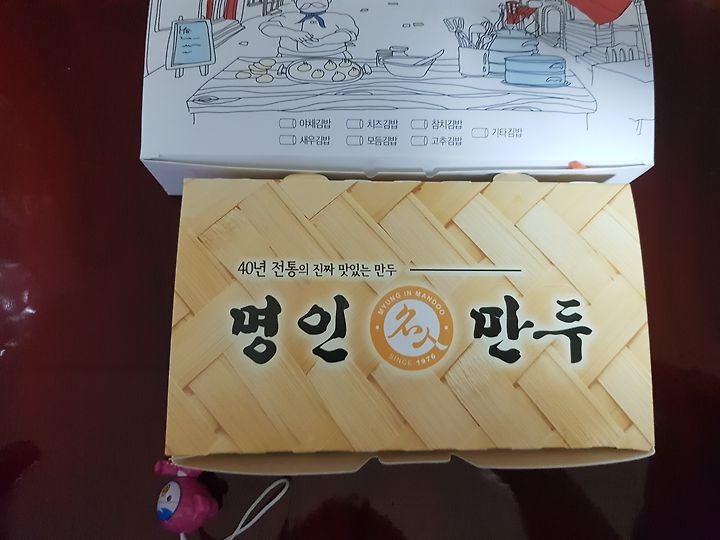 야채김밥 치즈김밥 참치김밥 기타김밥
새우김밥 모듬김밥 고추김밥
40년 전통의 진짜 맛있는 만두
명인 만두
MYUNG IN MANDOO
名人
SINCE 1976